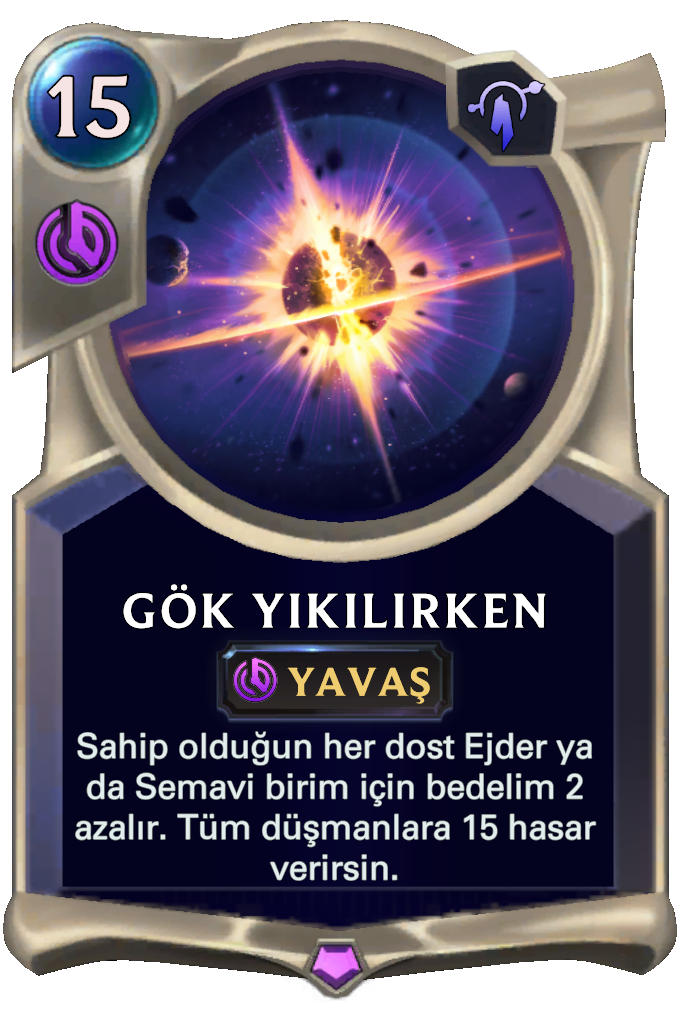 15
GÖK YIKILIRKEN
YAVAŞ
Sahip olduğun her dost Ejder ya
da Semavi birim için bedelim 2
azalır. Tüm düşmanlara 15 hasar
verirsin.